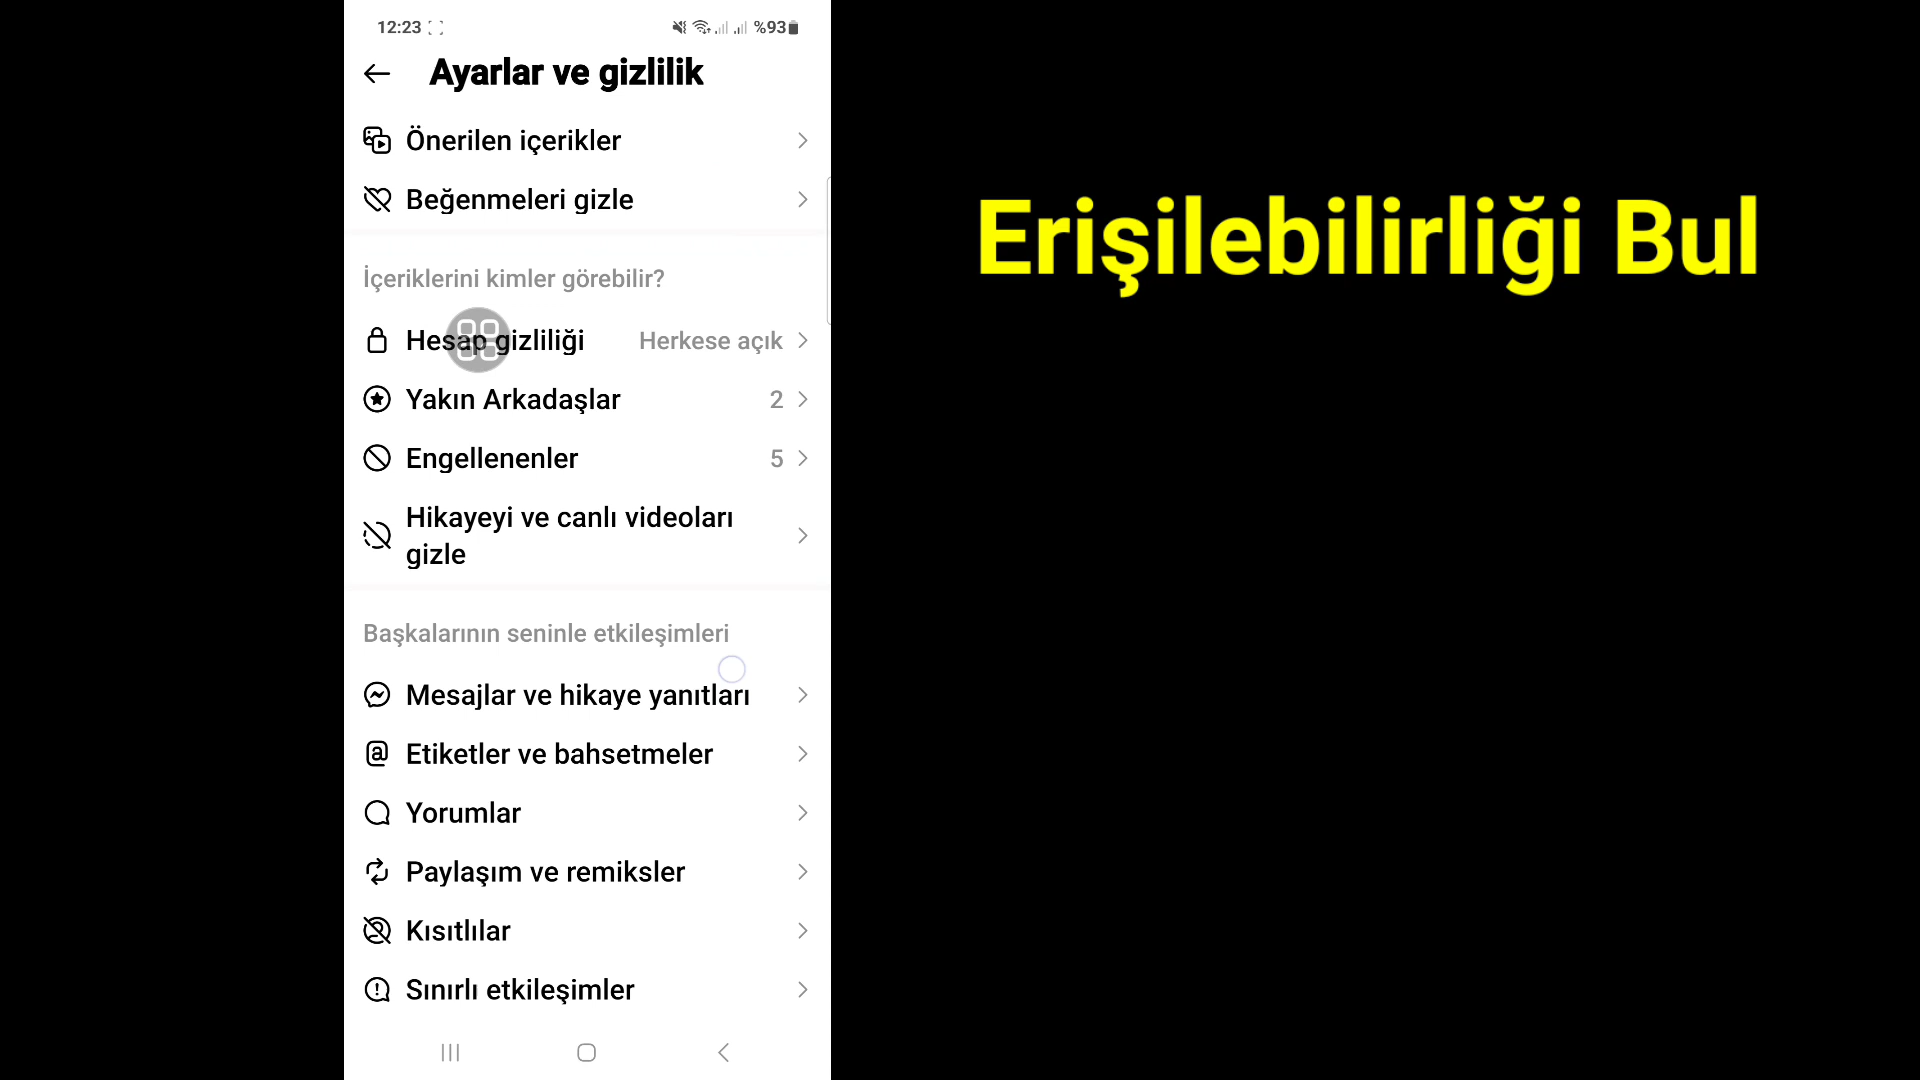 12:23
%93
Ayarlar ve gizlilik
Önerilen içerikler
Beğenmeleri gizle
İçeriklerini kimler görebilir?
Hesap gizliliği Herkese açık
Yakın Arkadaşlar 2
Engellenenler 5
Hikayeyi ve canlı videoları
gizle
Başkalarının seninle etkileşimleri
Mesajlar ve hikaye yanıtları
Etiketler ve bahsetmeler
Yorumlar
Paylaşım ve remiksler
Kısıtlılar
Sınırlı etkileşimler
Erişilebilirliği Bul